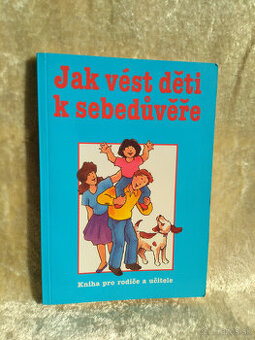 Jak vést děti
k sebedůvěře
Kniha pro rodiče a učitele